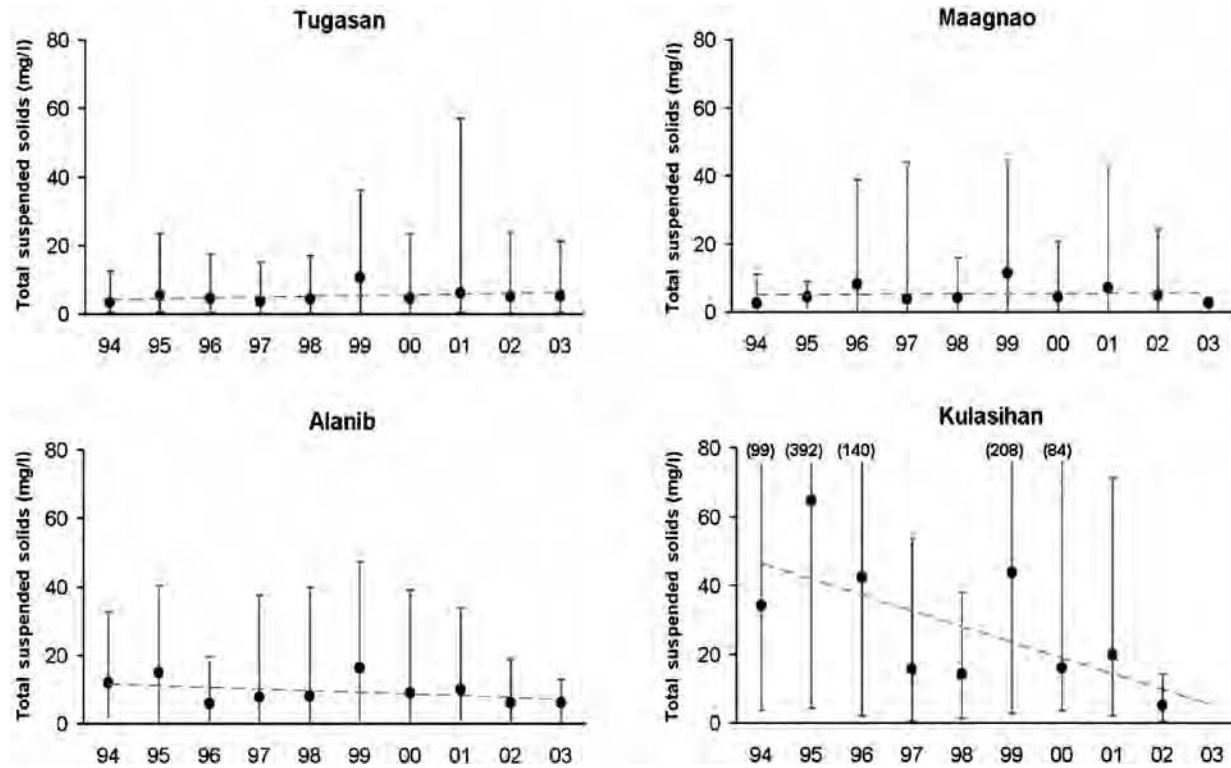 Tugasan
Total suspended solids (mg/l)
80
60
40
20
0
94 95 96 97 98 99 00 01 02 03
Maagnao
Total suspended solids (mg/l)
80
60
40
20
0
94 95 96 97 98 99 00 01 02 03
Alanib
Total suspended solids (mg/l)
80
60
40
20
0
94 95 96 97 98 99 00 01 02 03
Kulasihan
Total suspended solids (mg/l)
80
60
40
20
0
(99) (392) (140) (208) (84)
94 95 96 97 98 99 00 01 02 03